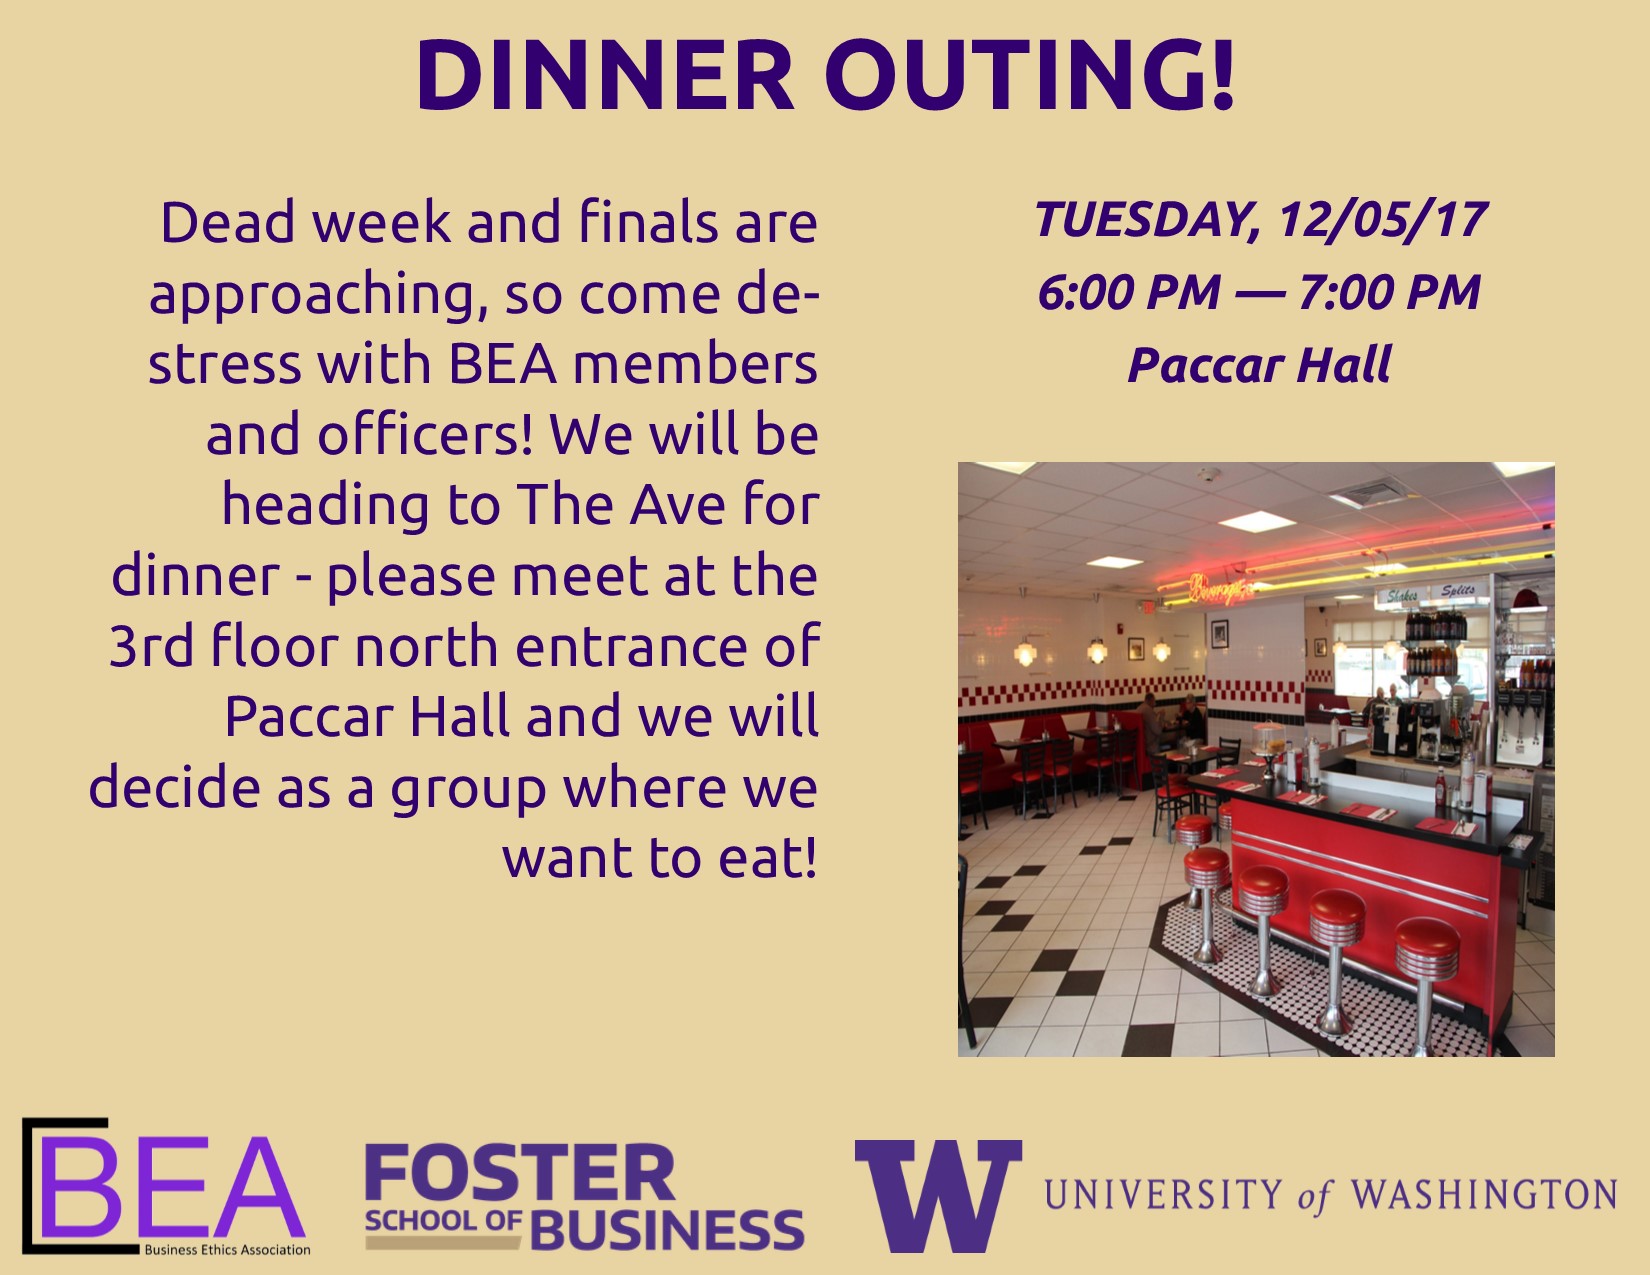 DINNER OUTING!
Dead week and finals are
approaching, so come de-
stress with BEA members
and officers! We will be
heading to The Ave for
dinner - please meet at the
3rd floor north entrance of
Paccar Hall and we will
decide as a group where we
want to eat!
TUESDAY, 12/05/17
6:00 PM — 7:00 PM
Paccar Hall
Beverages
Shakes Splits
BEA
Business Ethics Association
FOSTER
SCHOOL OF BUSINESS
W UNIVERSITY of WASHINGTON